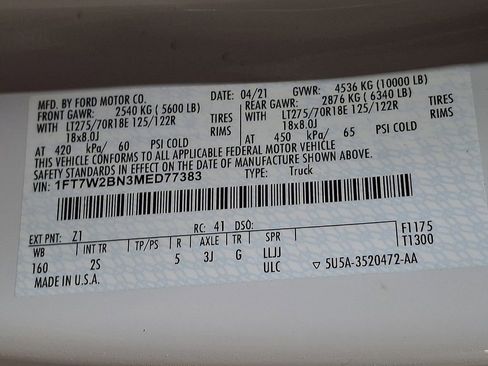 MFD. BY FORD MOTOR CO.
DATE: 04/21 GVWR: 4536 KG (10000 LB)
FRONT GAWR: 2540 KG (5600 LB) REAR GAWR: 2876 KG (6340 LB)
WITH LT275/70R18E 125/122R TIRES WITH LT275/70R18E 125/122R TIRES
18x8.0J RIMS 18x8.0J RIMS
AT 420 kPa/ 60 PSI COLD AT 450 kPa/ 65 PSI COLD
THIS VEHICLE CONFORMS TO ALL APPLICABLE FEDERAL MOTOR VEHICLE
SAFETY STANDARDS IN EFFECT ON THE DATE OF MANUFACTURE SHOWN ABOVE.
VIN: 1FT7W2BN3MED77383 TYPE: Truck
EXT PNT: Z1 RC: 41 DSO: F1175
WB INT TR TP/PS R AXLE TR SPR T1300
160 2S 5 3J G LLJJ
ULC ▽ 5U5A-3520472-AA
MADE IN U.S.A.